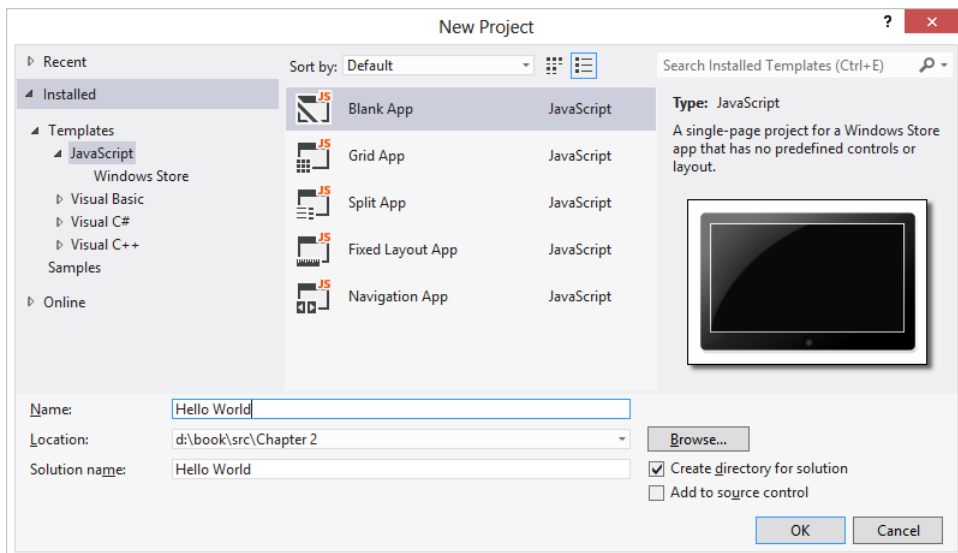 New Project
?
Recent
Installed
Templates
JavaScript
Windows Store
Visual Basic
Visual C#
Visual C++
Samples
Online
Sort by: Default
JS
Blank App JavaScript
JS
Grid App JavaScript
JS
Split App JavaScript
JS
Fixed Layout App JavaScript
JS
Navigation App JavaScript
Search Installed Templates (Ctrl+E)
Type: JavaScript
A single-page project for a Windows Store
app that has no predefined controls or
layout.
Name: Hello World
Location: d:\book\src\Chapter 2
Browse...
Solution name: Hello World
Create directory for solution
Add to source control
OK Cancel